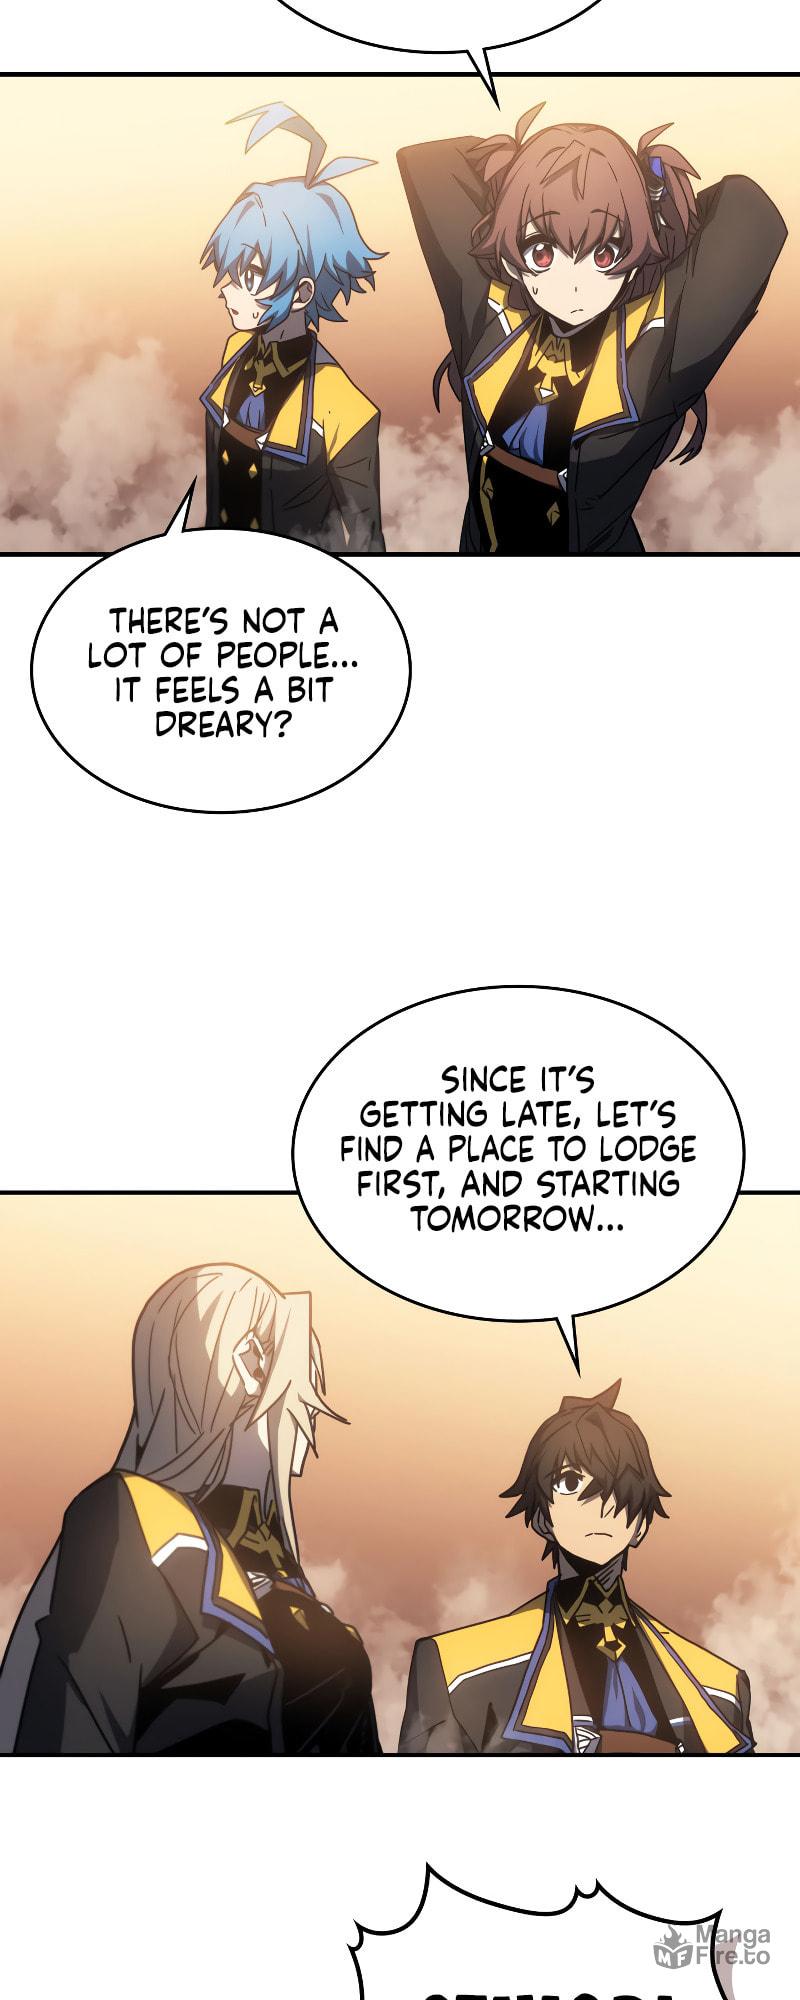 THERE'S NOT A
LOT OF PEOPLE...
IT FEELS A BIT
DREARY?
SINCE IT'S
GETTING LATE, LET'S
FIND A PLACE TO LODGE
FIRST, AND STARTING
TOMORROW...
Manga
Fire.to
MF